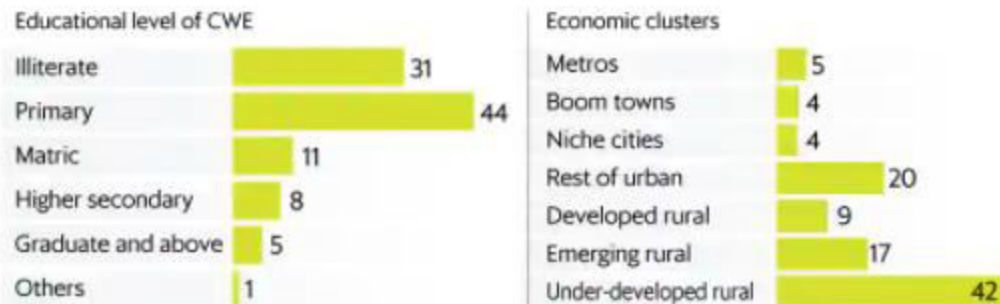 Educational level of CWE
Illiterate 31
Primary 44
Matric 11
Higher secondary 8
Graduate and above 5
Others 1
Economic clusters
Metros 5
Boom towns 4
Niche cities 4
Rest of urban 20
Developed rural 9
Emerging rural 17
Under-developed rural 42